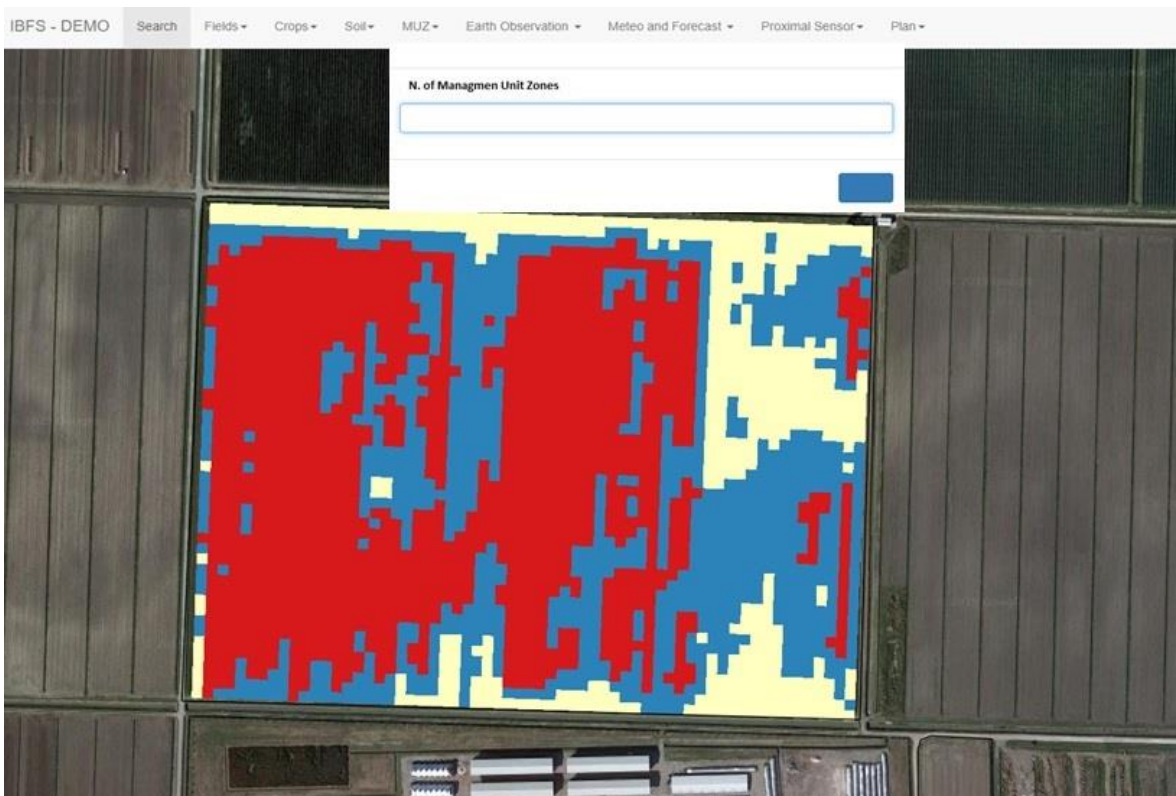 IBFS - DEMO Search Fields Crops Soil MUZ Earth Observation Meteo and Forecast Proximal Sensor Plan
N. of Managmen Unit Zones